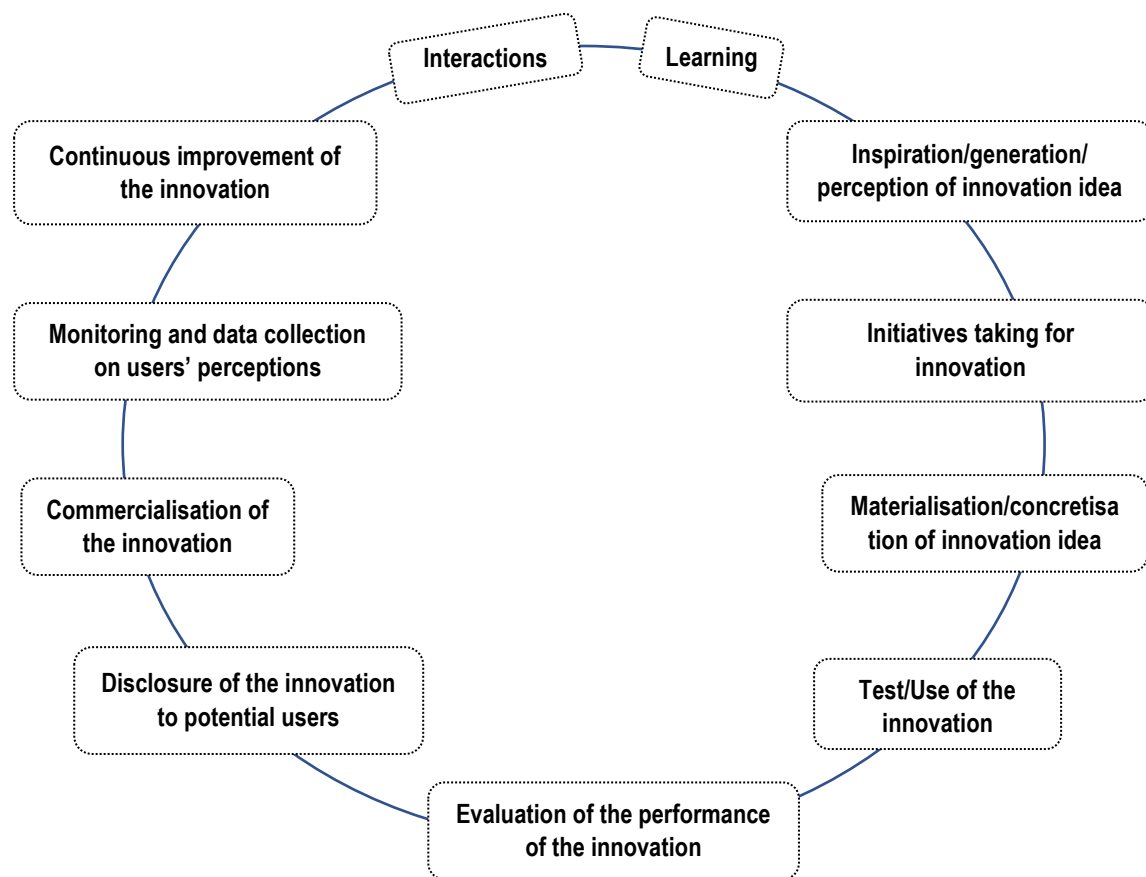 Interactions
Learning
Inspiration/generation/
perception of innovation idea
Initiatives taking for
innovation
Materialisation/concretisa
tion of innovation idea
Test/Use of the
innovation
Evaluation of the performance
of the innovation
Disclosure of the innovation
to potential users
Commercialisation of
the innovation
Monitoring and data collection
on users’ perceptions
Continuous improvement of
the innovation